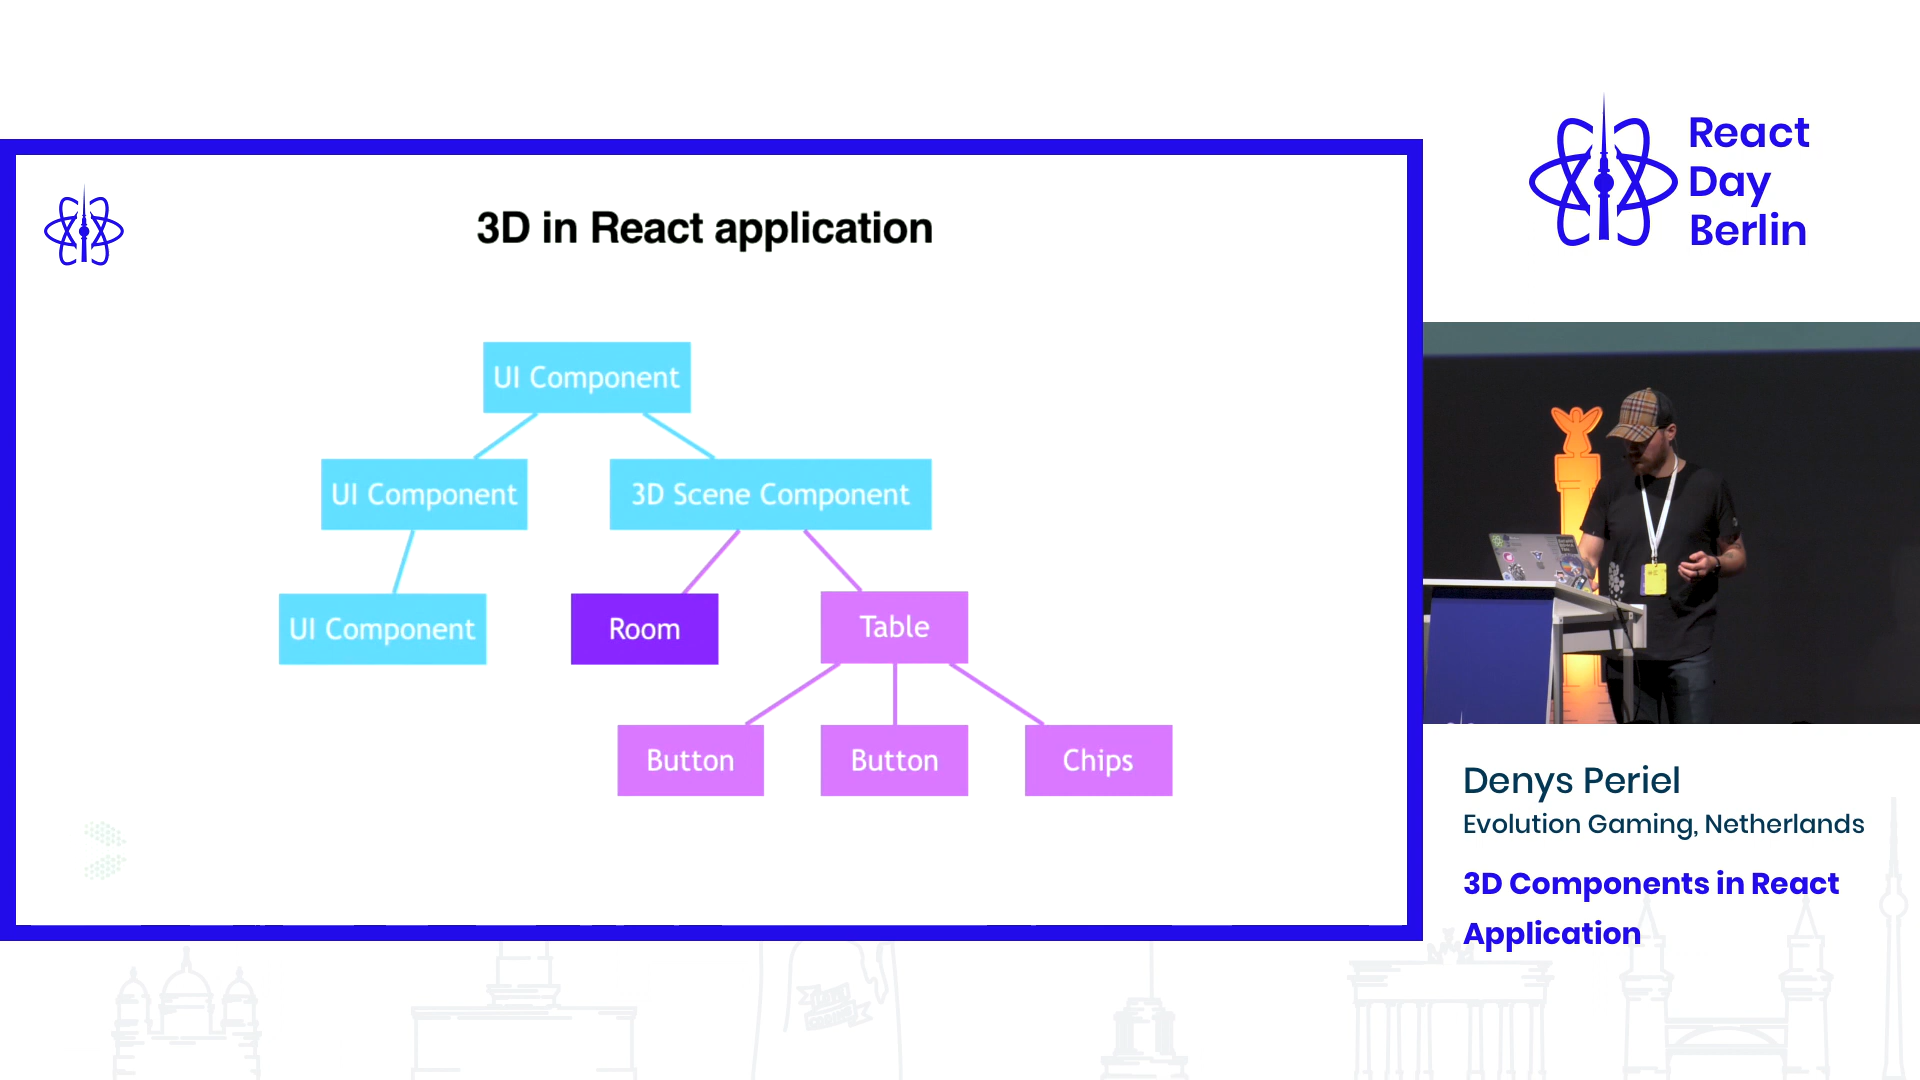 3D in React application
UI Component
UI Component
3D Scene Component
UI Component
Room
Table
Button
Button
Chips
React
Day
Berlin
Denys Periel
Evolution Gaming, Netherlands
3D Components in React
Application